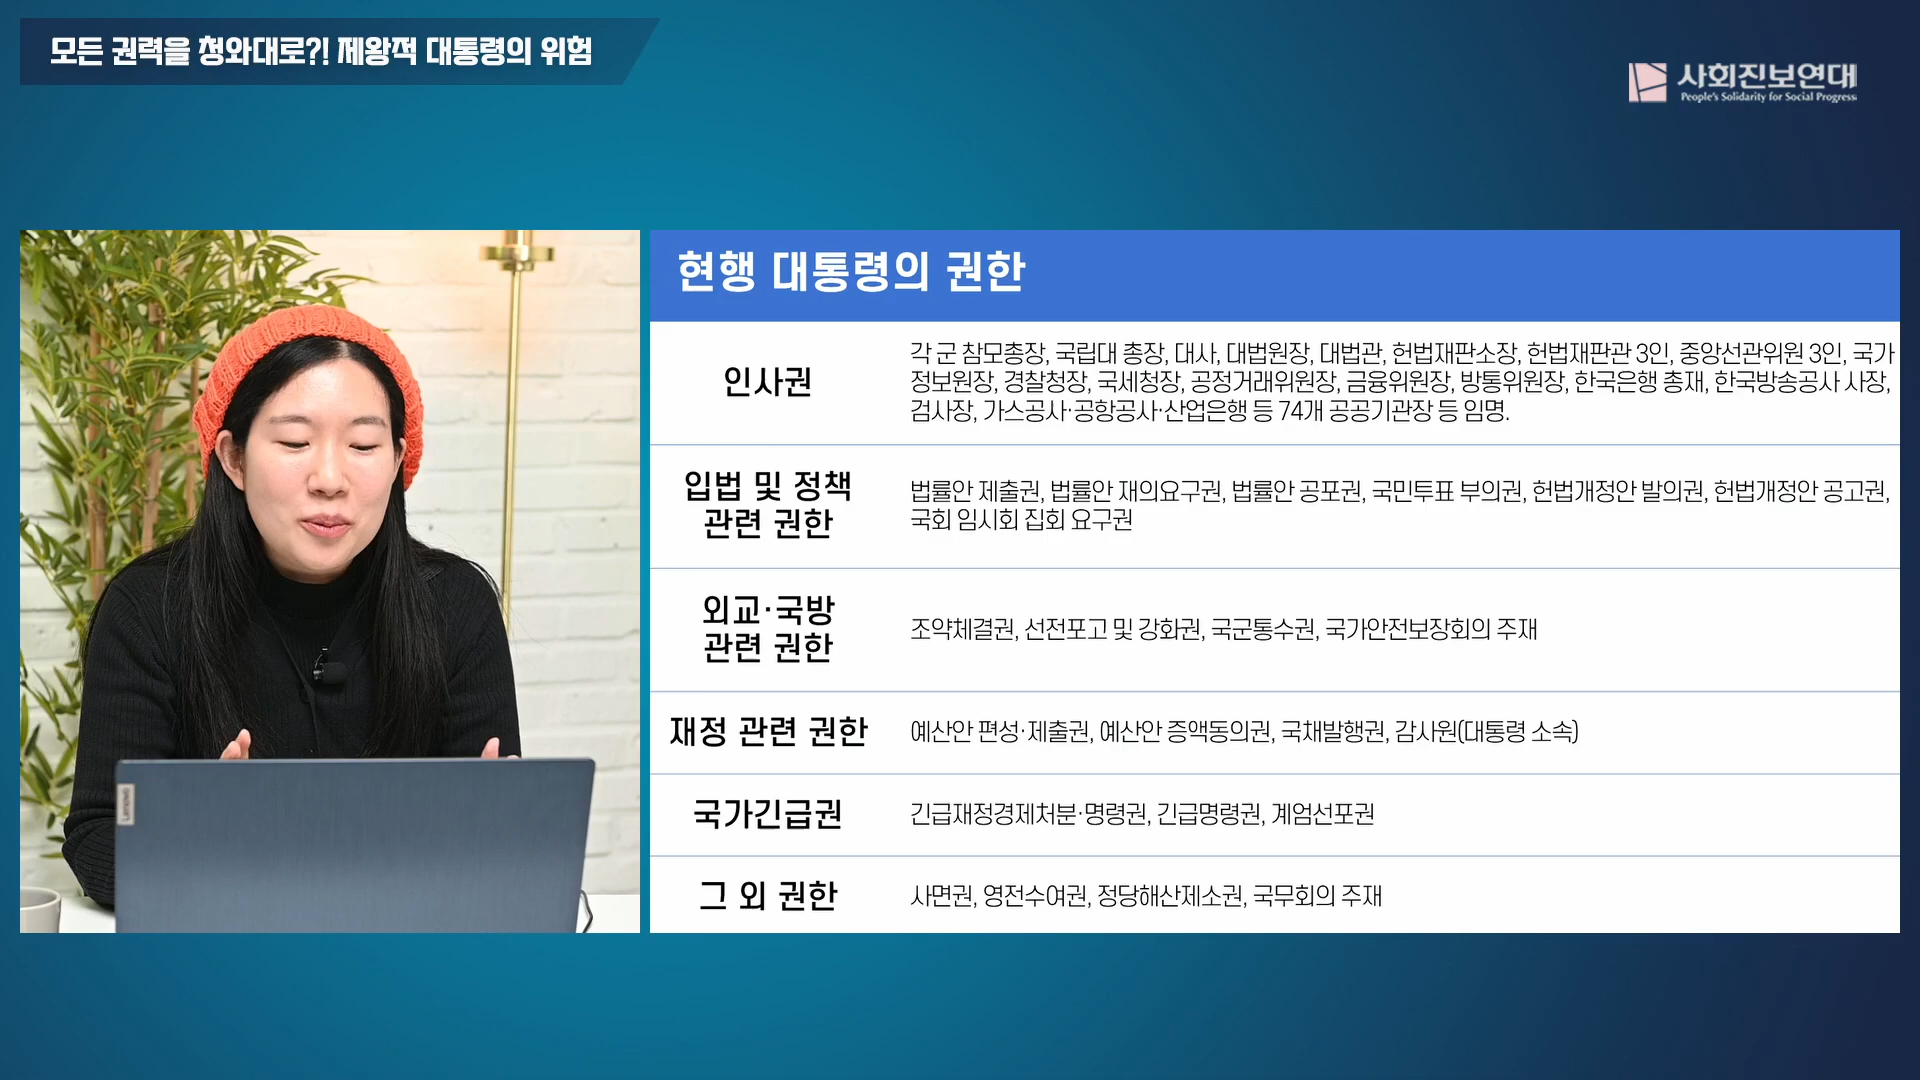 모든 권력을 청와대로?! 제왕적 대통령의 위험
사회진보연대
People's Solidarity for Social Progress
현행 대통령의 권한
인사권
각 군 참모총장, 국립대 총장, 대사, 대법원장, 대법관, 헌법재판소장, 헌법재판관 3인, 중앙선관위원 3인, 국가
정보원장, 경찰청장, 국세청장, 공정거래위원장, 금융위원장, 방통위원장, 한국은행 총재, 한국방송공사 사장,
검사장, 가스공사·공항공사·산업은행 등 74개 공공기관장 등 임명.
입법 및 정책
관련 권한
법률안 제출권, 법률안 재의요구권, 법률안 공포권, 국민투표 부의권, 헌법개정안 발의권, 헌법개정안 공고권,
국회 임시회 집회 요구권
외교·국방
관련 권한
조약체결권, 선전포고 및 강화권, 국군통수권, 국가안전보장회의 주재
재정 관련 권한
예산안 편성·제출권, 예산안 증액동의권, 국채발행권, 감사원(대통령 소속)
국가긴급권
긴급재정경제처분·명령권, 긴급명령권, 계엄선포권
그 외 권한
사면권, 영전수여권, 정당해산제소권, 국무회의 주재
Lenovo